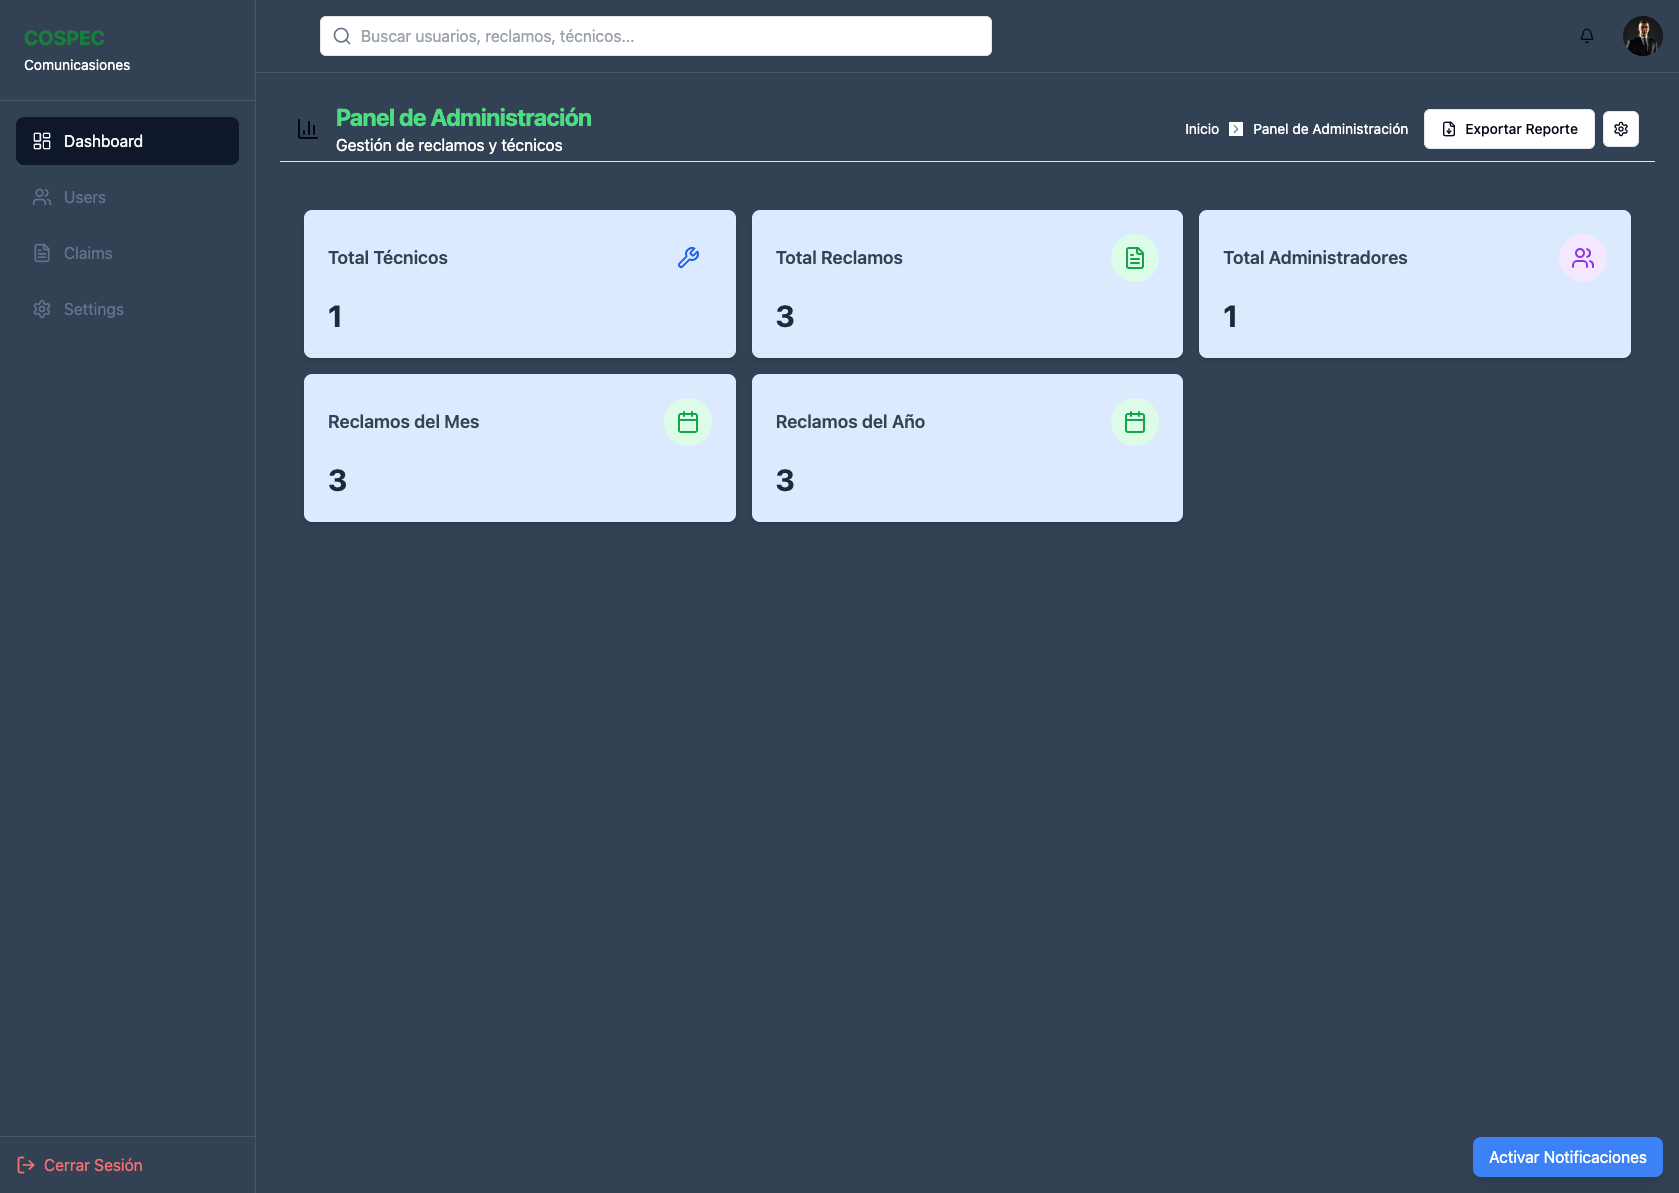 COSPEC
Comunicasiones
Dashboard
Users
Claims
Settings
Cerrar Sesión
Buscar usuarios, reclamos, técnicos...
Panel de Administración
Gestión de reclamos y técnicos
Inicio
Panel de Administración
Exportar Reporte
Total Técnicos
1
Total Reclamos
3
Total Administradores
1
Reclamos del Mes
3
Reclamos del Año
3
Activar Notificaciones